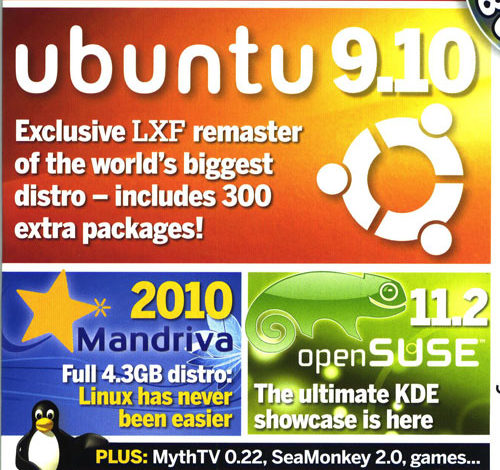 ubuntu 9.10
Exclusive LXF remaster
of the world's biggest
distro – includes 300
extra packages!
2010
Mandriva
Full 4.3GB distro:
Linux has never
been easier
11.2
openSUSE™
The ultimate KDE
showcase is here
PLUS: MythTV 0.22, SeaMonkey 2.0, games...